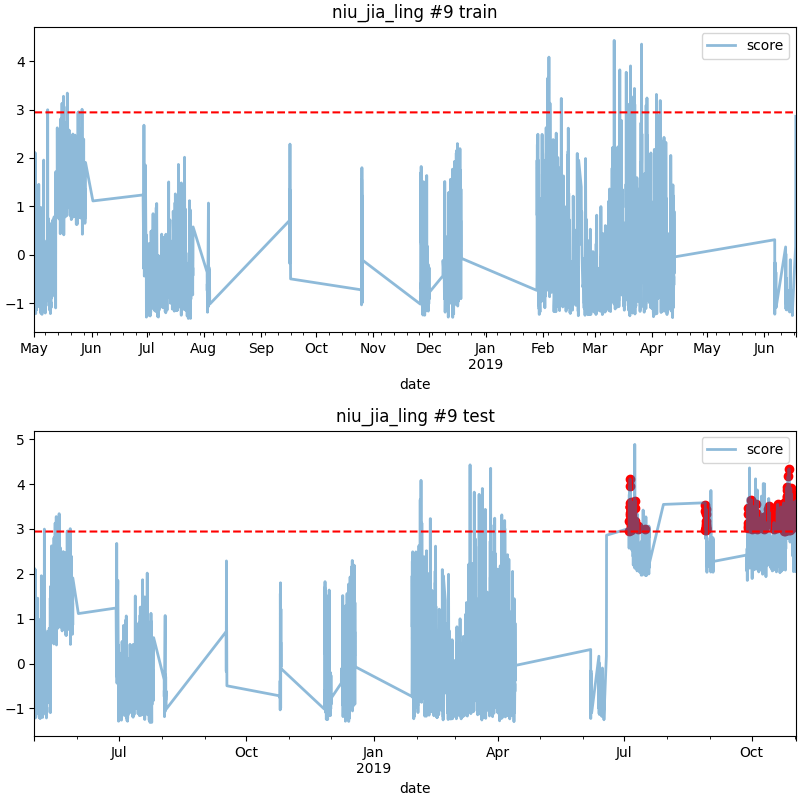 niu_jia_ling #9 train
score
4
3
2
1
0
−1
May Jun Jul Aug Sep Oct Nov Dec Jan Feb Mar Apr May Jun
2019
date
niu_jia_ling #9 test
score
5
4
3
2
1
0
−1
Jul Oct Jan Apr Jul Oct
2019
date